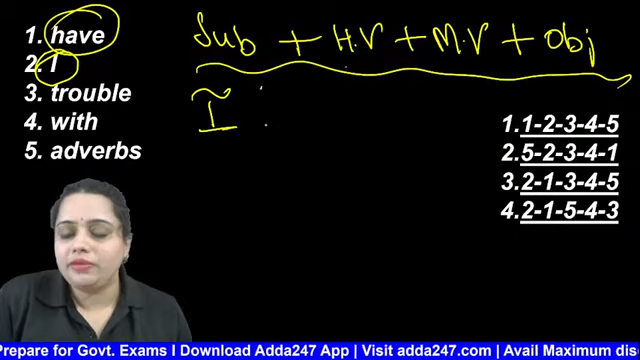 1. have
2. I
3. trouble
4. with
5. adverbs
Sub + H.V + M.V + Obj
I
1.1-2-3-4-5
2.5-2-3-4-1
3.2-1-3-4-5
4.2-1-5-4-3
Prepare for Govt. Exams I Download Adda247 App | Visit adda247.com | Avail Maximum dis